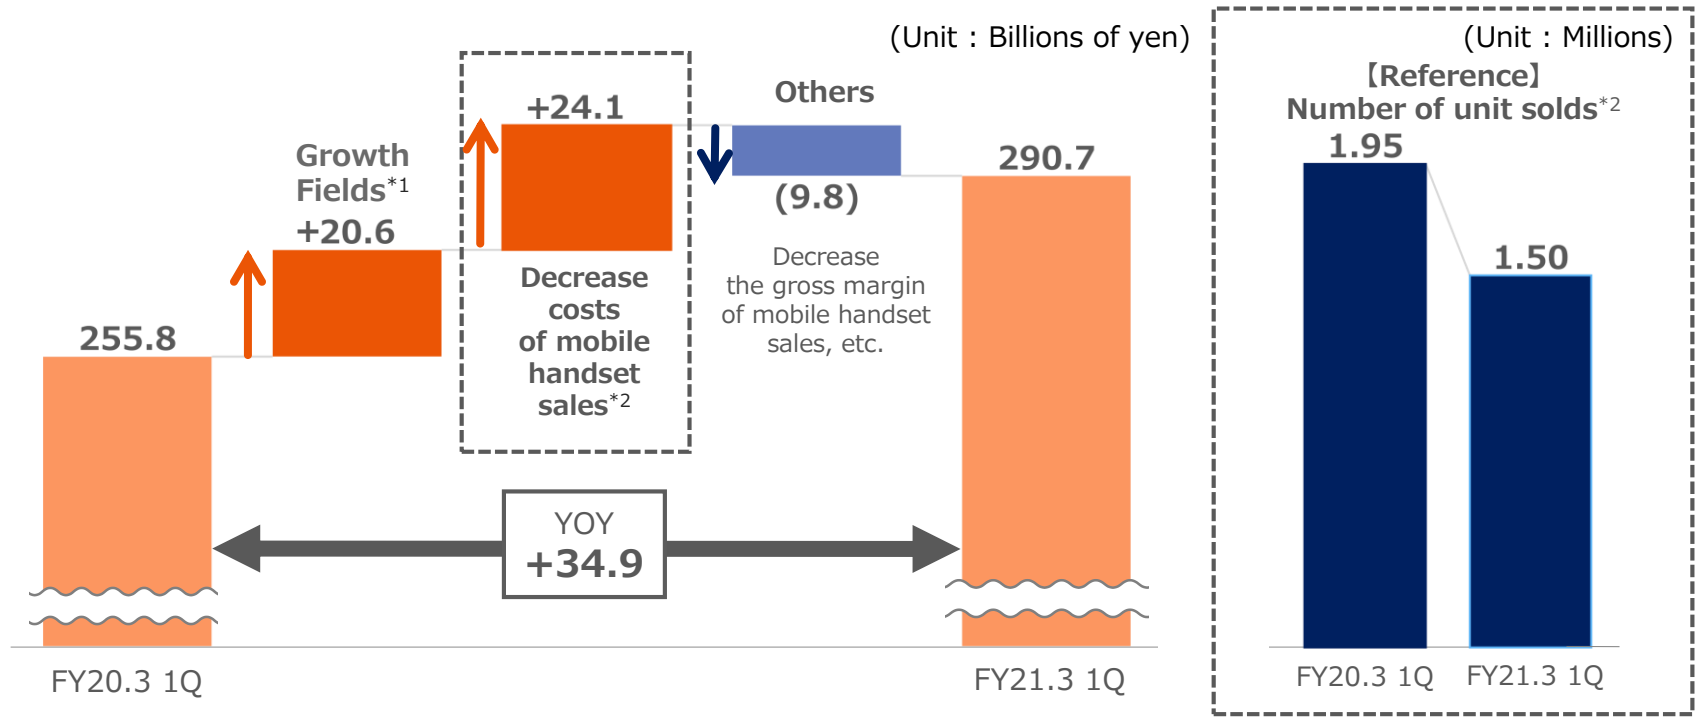 (Unit : Billions of yen)
255.8
Growth
Fields*1
+20.6
+24.1
Decrease
costs
of mobile
handset
sales*2
Others
(9.8)
Decrease
the gross margin
of mobile handset
sales, etc.
290.7
YOY
+34.9
FY20.3 1Q
FY21.3 1Q
(Unit : Millions)
【Reference】
Number of unit solds*2
1.95
1.50
FY20.3 1Q
FY21.3 1Q